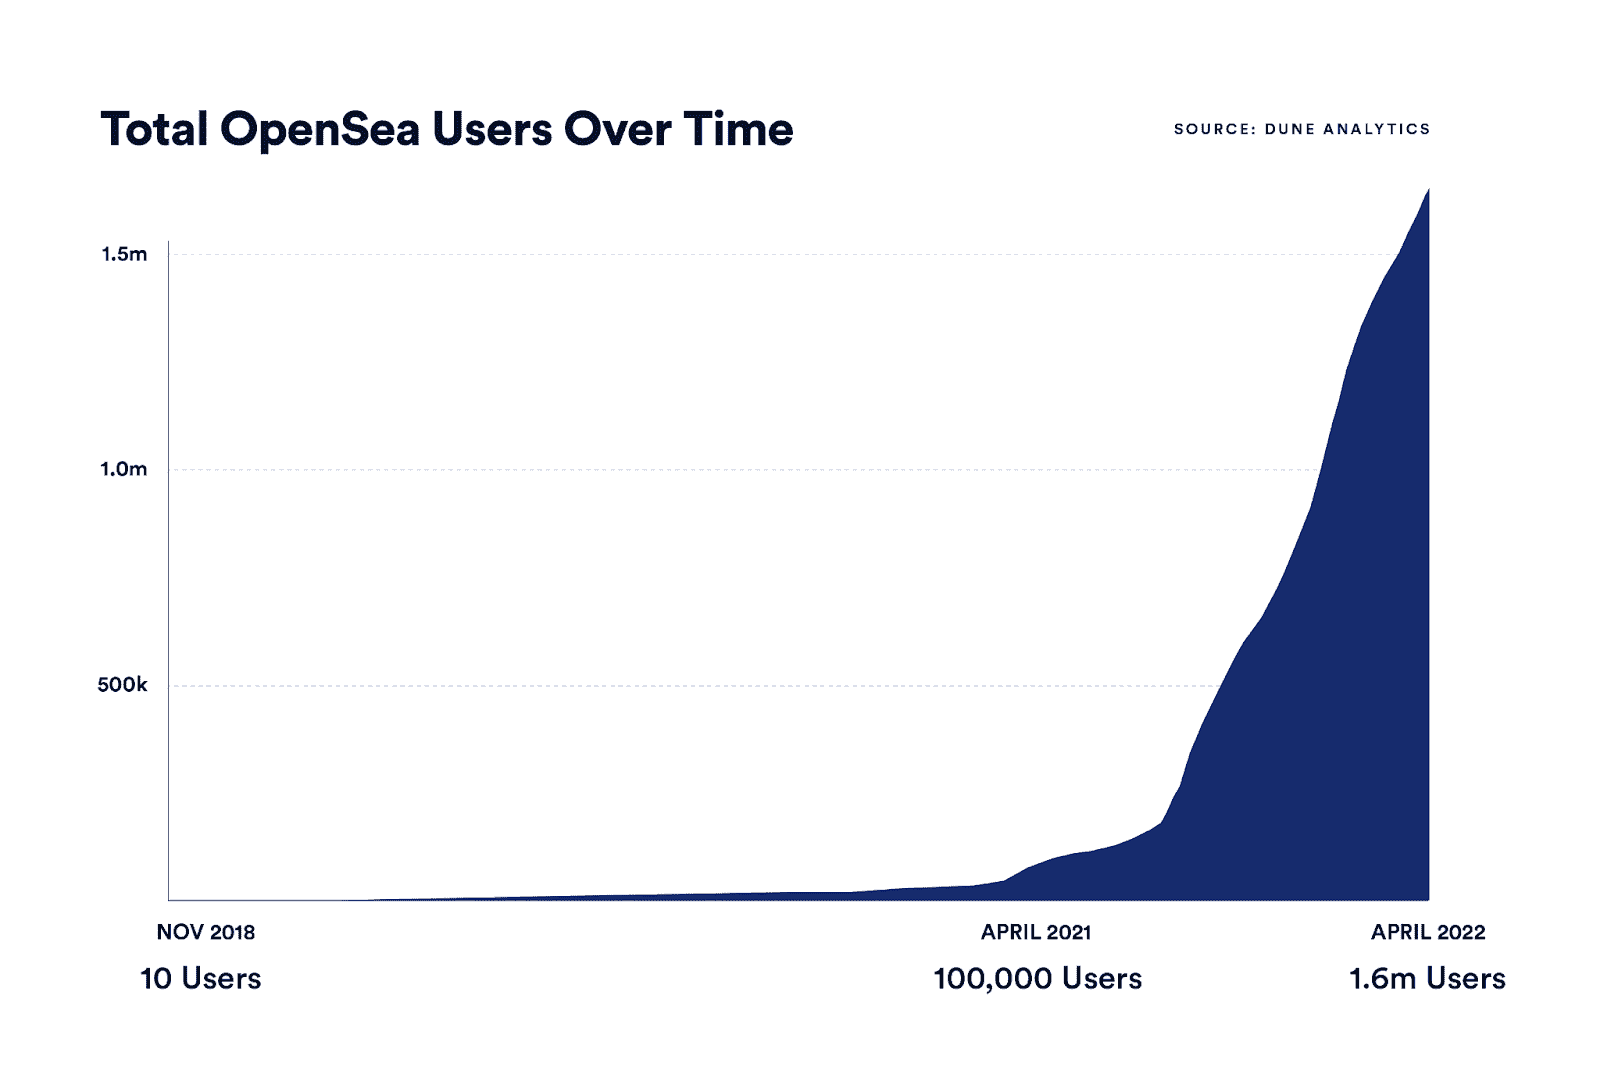 Total OpenSea Users Over Time
SOURCE: DUNE ANALYTICS
1.5m
1.0m
500k
NOV 2018
APRIL 2021
APRIL 2022
10 Users
100,000 Users
1.6m Users